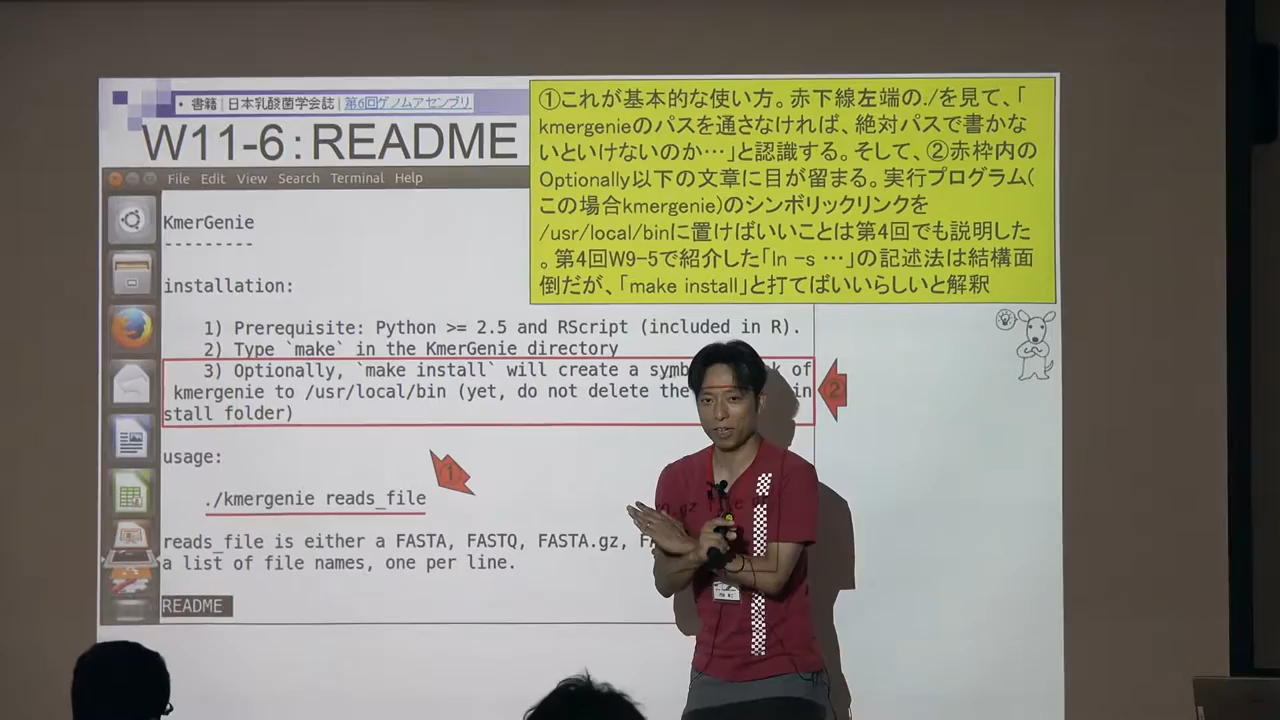 • 書籍 | 日本乳酸菌学会誌 | 第6回ゲノムアセンブリ
W11-6：README
①これが基本的な使い方。赤下線左端の./を見て、「
kmergenieのパスを通さなければ、絶対パスで書かな
いといけないのか…」と認識する。そして、②赤枠内の
Optionally以下の文章に目が留まる。実行プログラム(
この場合kmergenie)のシンボリックリンクを
/usr/local/binに置けばいいことは第4回でも説明した
。第4回W9-5で紹介した「ln -s …」の記述法は結構面
倒だが、「make install」と打てばいいらしいと解釈
File Edit View Search Terminal Help
KmerGenie
---------
installation:
1) Prerequisite: Python >= 2.5 and RScript (included in R).
2) Type `make` in the KmerGenie directory
3) Optionally, `make install` will create a of
kmergenie to /usr/local/bin (yet, do not delete the in
stall folder)
②
usage:
①
./kmergenie reads_file
reads_file is either a FASTA, FASTQ, FASTA.gz,
a list of file names, one per line.
README